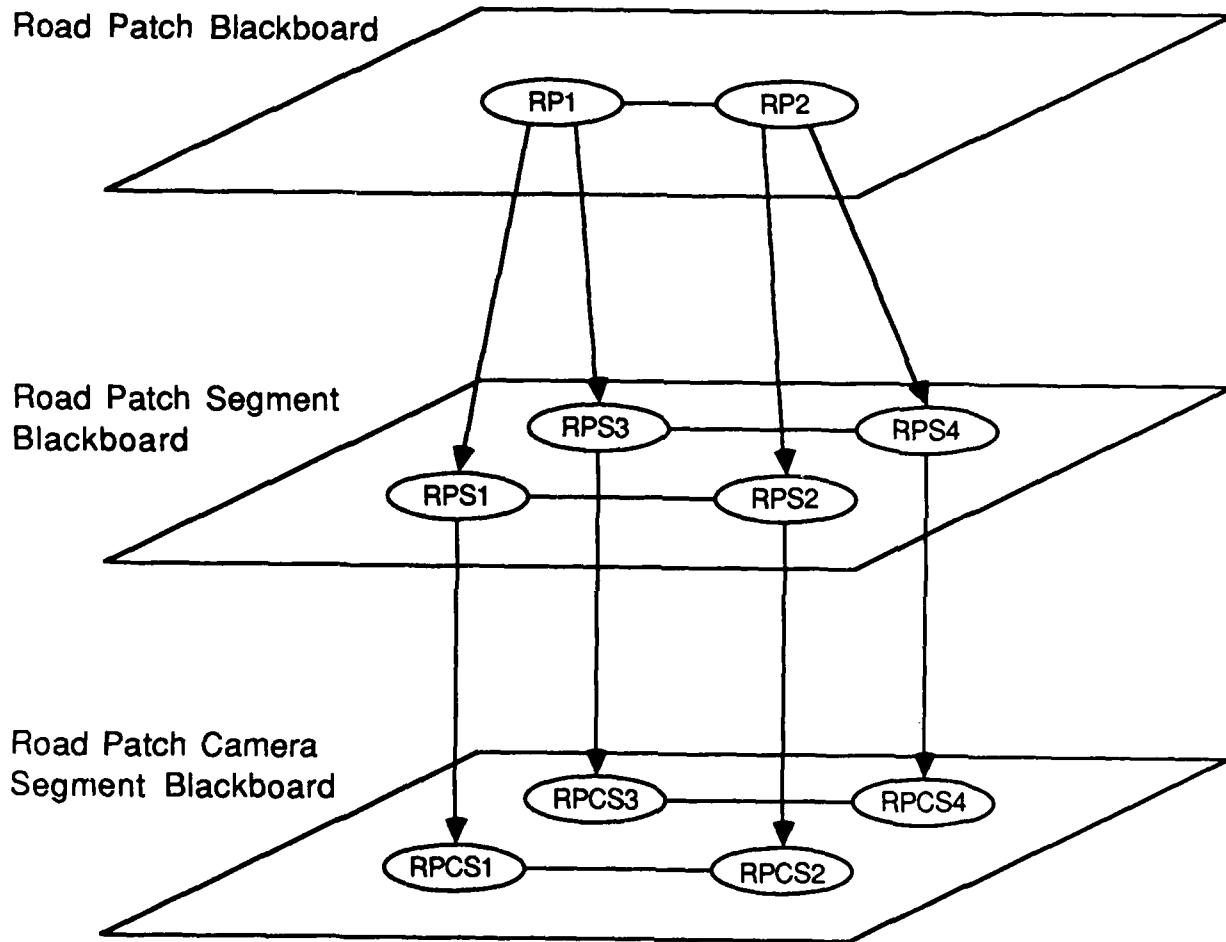 Road Patch Blackboard
RP1
RP2
Road Patch Segment
Blackboard
RPS3
RPS4
RPS1
RPS2
Road Patch Camera
Segment Blackboard
RPCS3
RPCS4
RPCS1
RPCS2